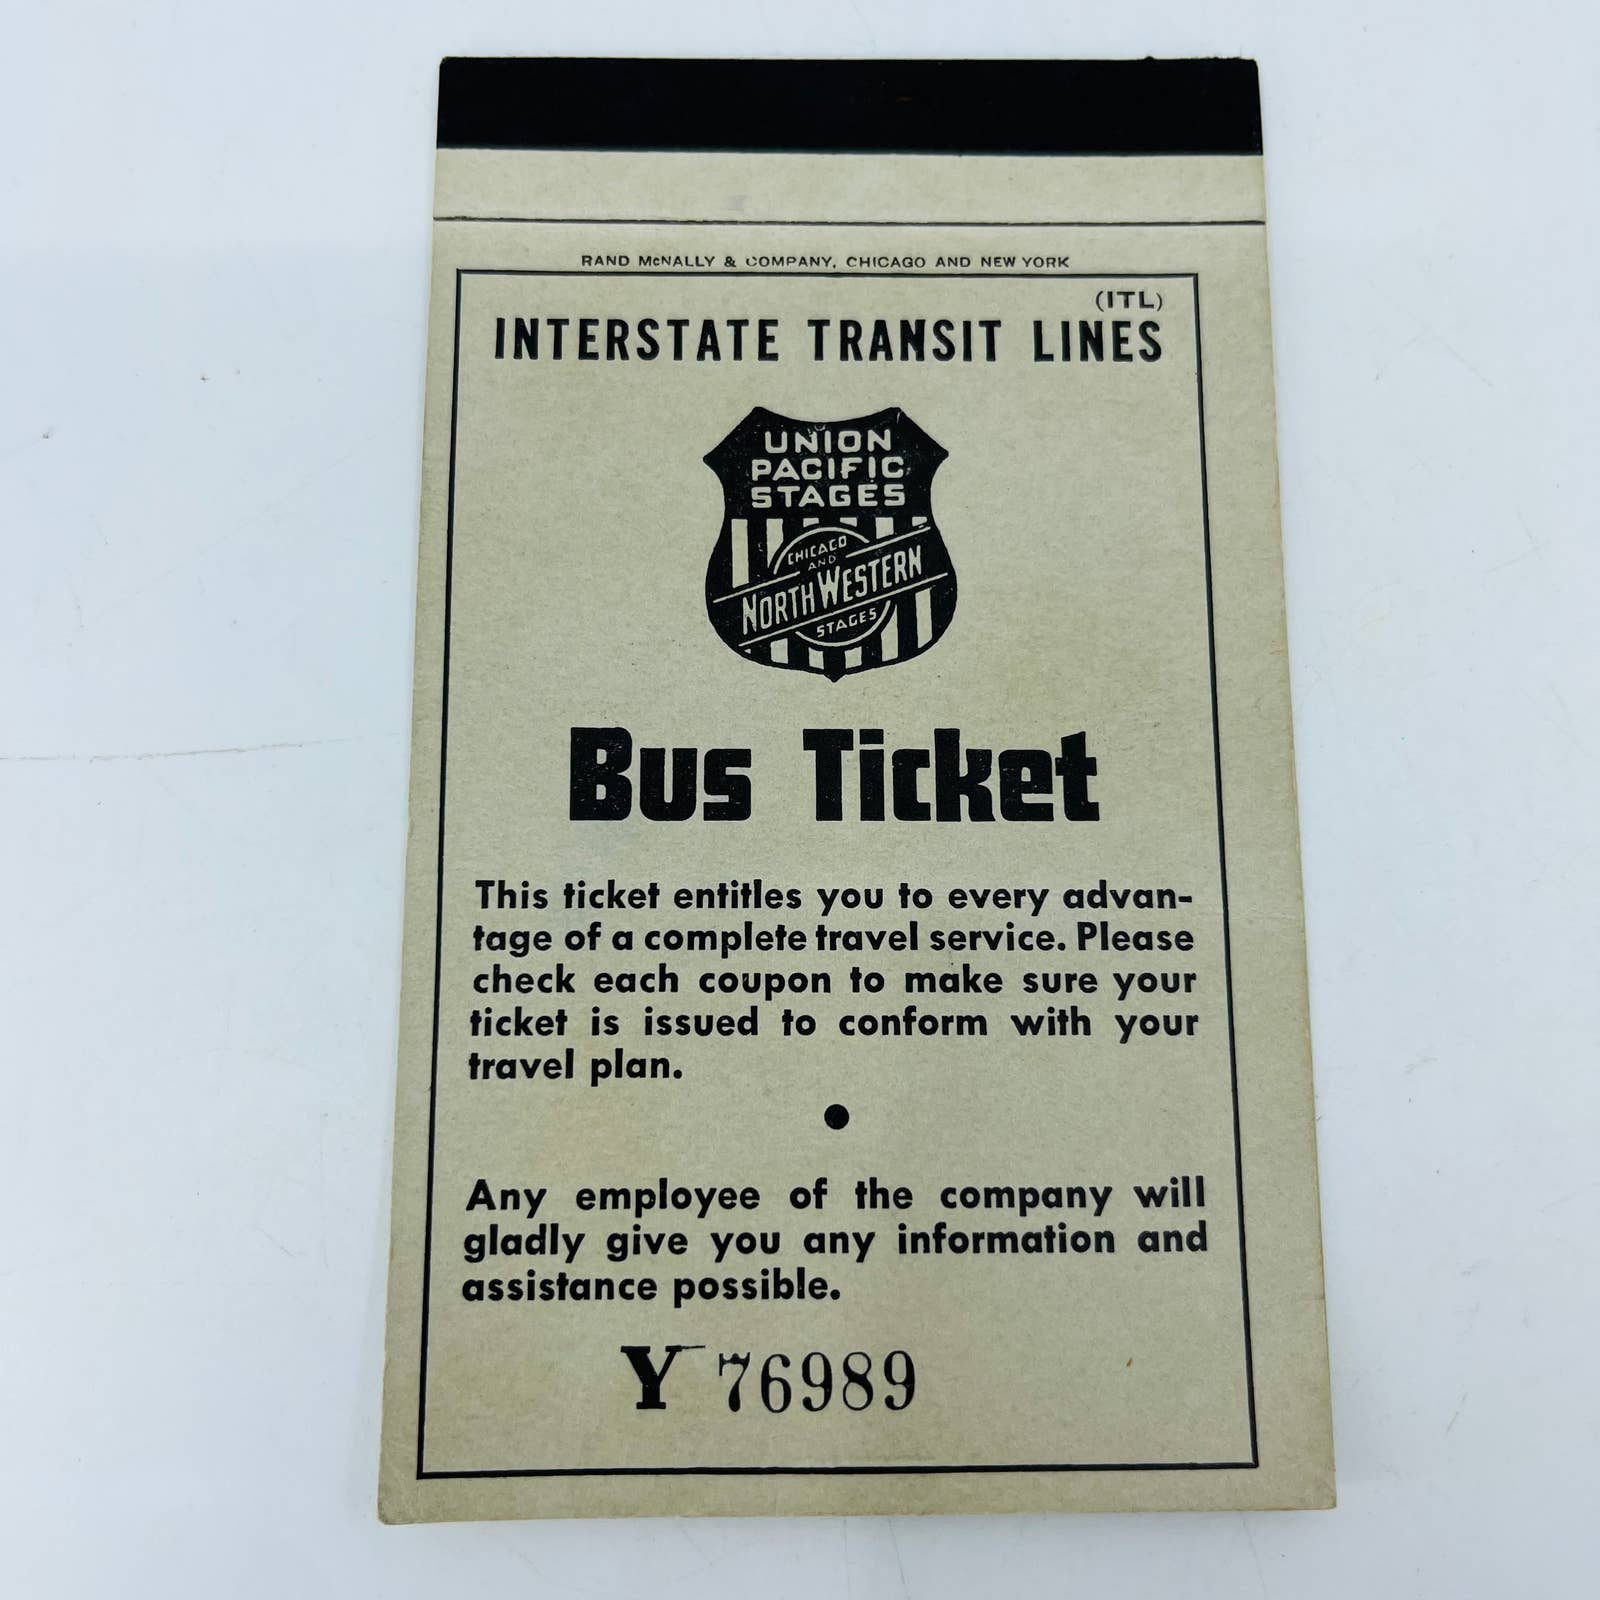 RAND McNALLY & COMPANY, CHICAGO AND NEW YORK
(ITL)
INTERSTATE TRANSIT LINES
UNION
PACIFIC
STAGES
CHICAGO
AND
NORTH WESTERN
STAGES
Bus Ticket
This ticket entitles you to every advan-
tage of a complete travel service. Please
check each coupon to make sure your
ticket is issued to conform with your
travel plan.
•
Any employee of the company will
gladly give you any information and
assistance possible.
Y 76989